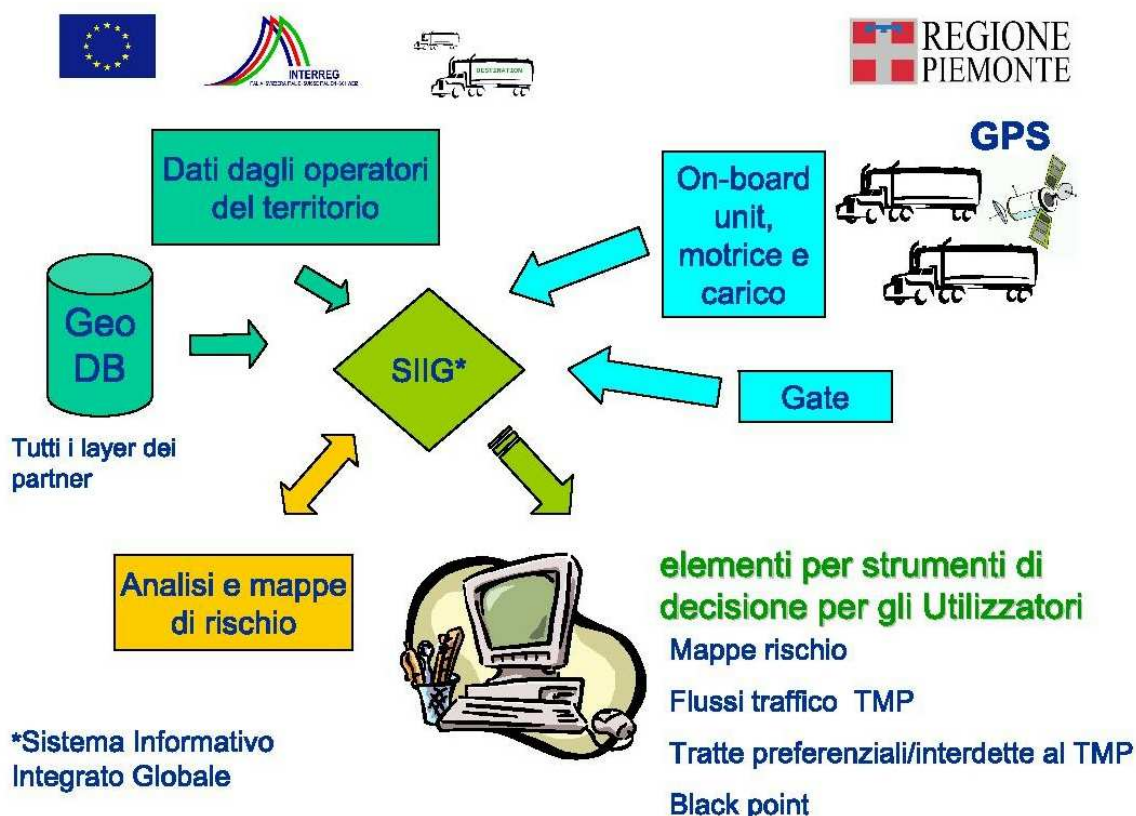 INTERREG
DESTINATION
REGIONE
PIEMONTE
GPS
Dati dagli operatori
del territorio
On-board
unit,
motrice e
carico
Geo
DB
SIIG*
Gate
Tutti i layer dei
partner
Analisi e mappe
di rischio
elementi per strumenti di
decisione per gli Utilizzatori
Mappe rischio
Flussi traffico TMP
Tratte preferenziali/interdette al TMP
Black point
*Sistema Informativo
Integrato Globale